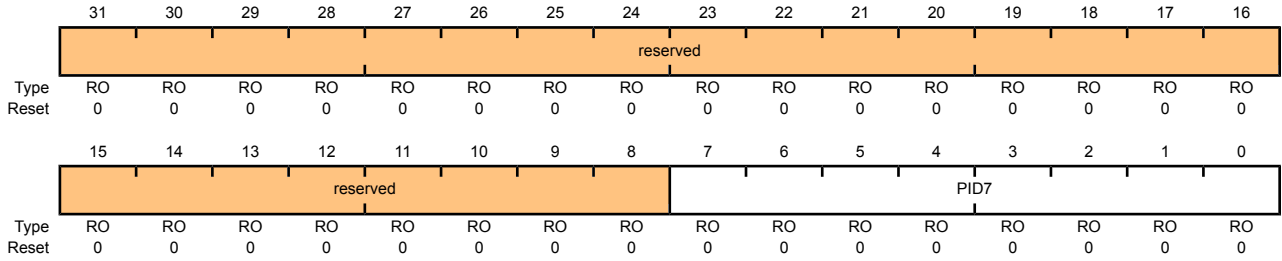 31 30 29 28 27 26 25 24 23 22 21 20 19 18 17 16
reserved
Type RO RO RO RO RO RO RO RO RO RO RO RO RO RO RO RO
Reset 0 0 0 0 0 0 0 0 0 0 0 0 0 0 0 0
15 14 13 12 11 10 9 8 7 6 5 4 3 2 1 0
reserved PID7
Type RO RO RO RO RO RO RO RO RO RO RO RO RO RO RO RO
Reset 0 0 0 0 0 0 0 0 0 0 0 0 0 0 0 0